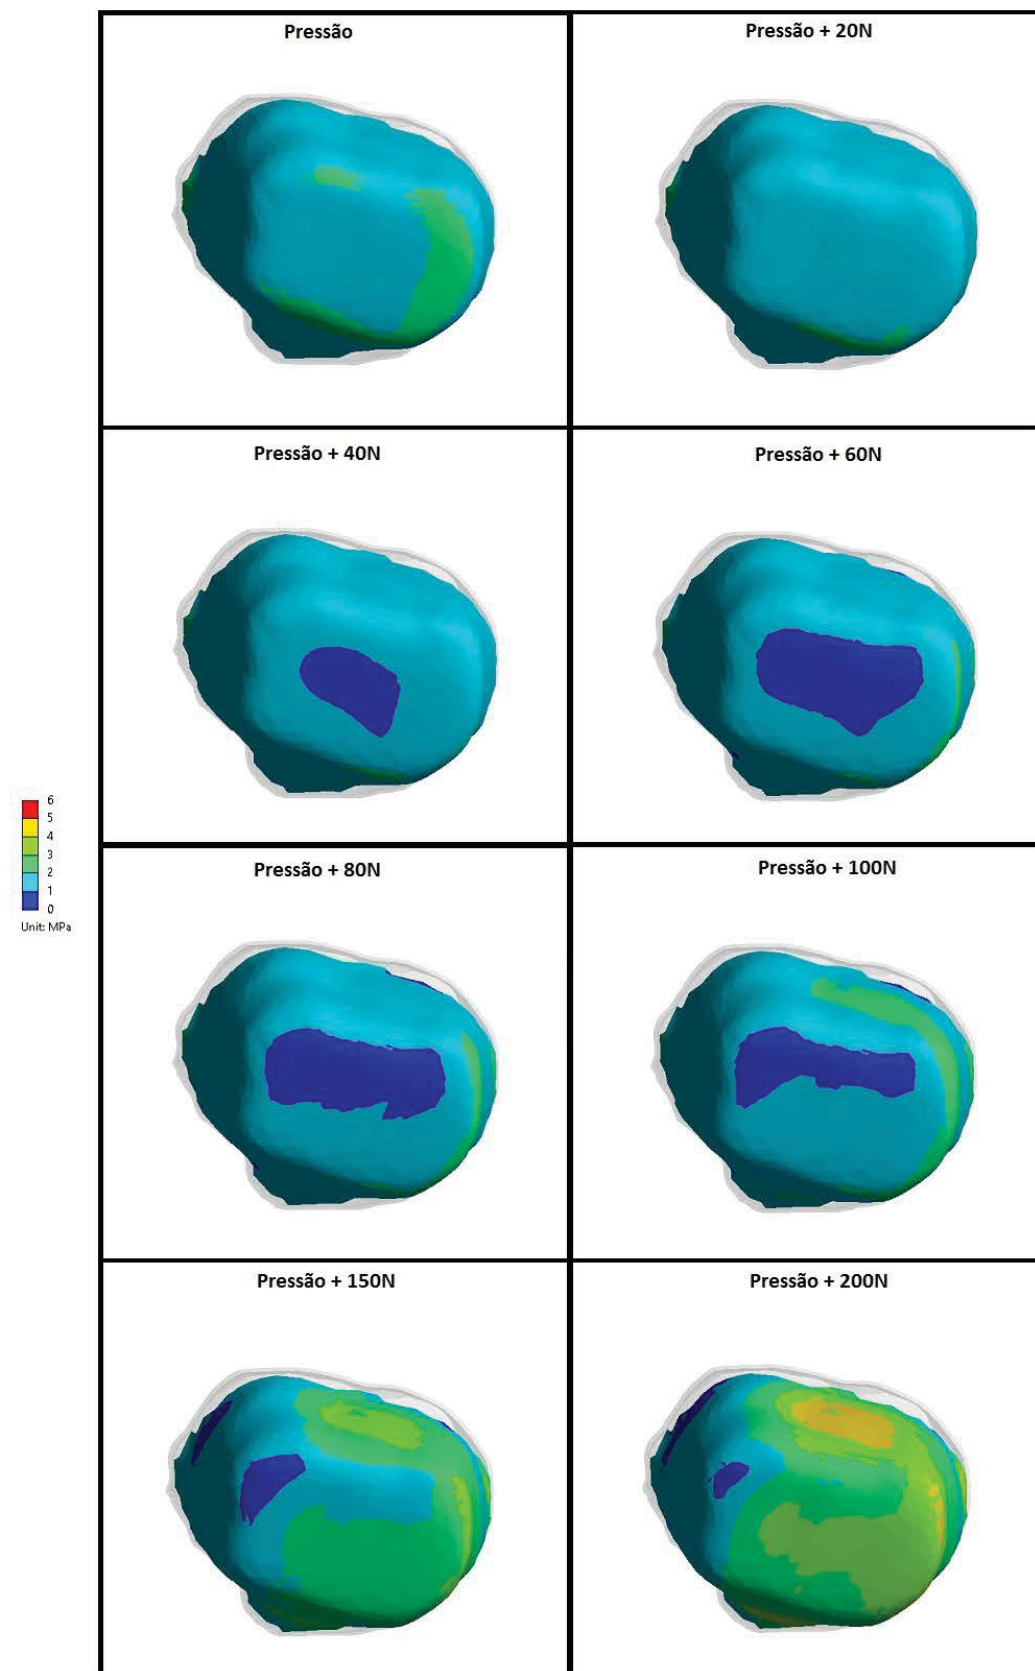 Pressão
Pressão + 20N
Pressão + 40N
Pressão + 60N
6
5
4
3
2
1
0
Unit: MPa
Pressão + 80N
Pressão + 100N
Pressão + 150N
Pressão + 200N